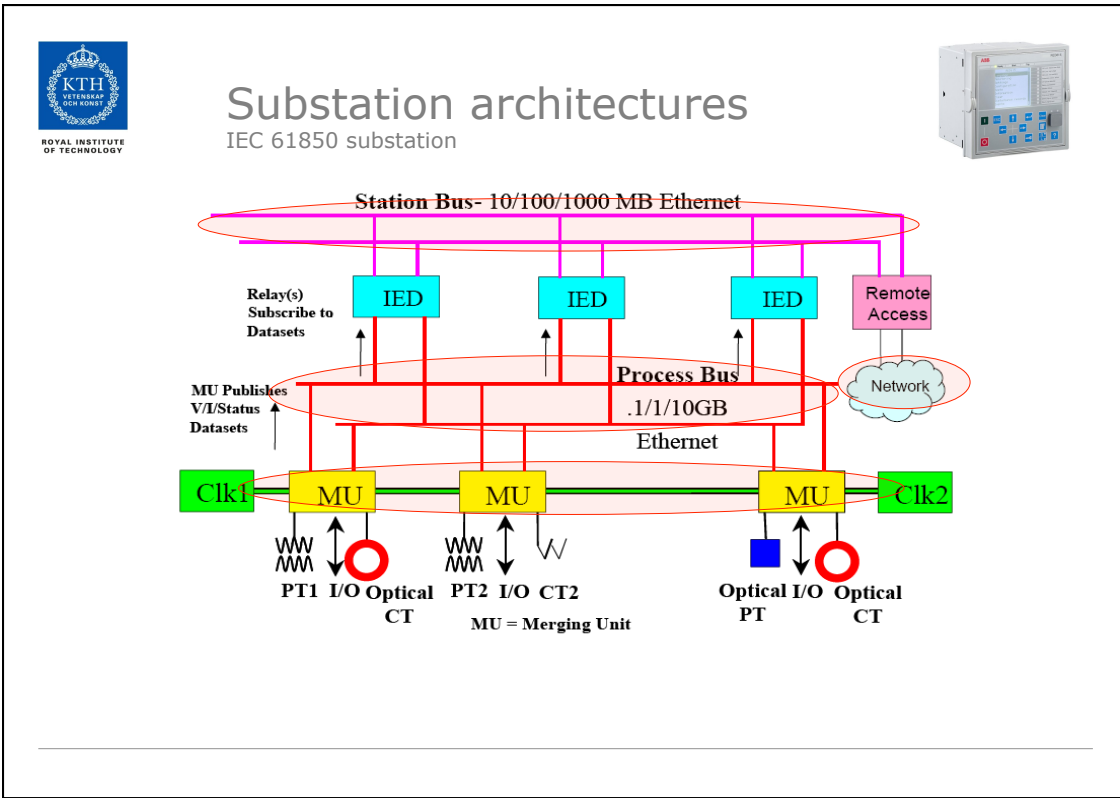 KTH
VETENSKAP
OCH KONST
ROYAL INSTITUTE
OF TECHNOLOGY
Substation architectures
IEC 61850 substation
ABB
Station Bus- 10/100/1000 MB Ethernet
Relay(s)
Subscribe to
Datasets
IED
IED
IED
Remote
Access
Process Bus
.1/1/10GB
Ethernet
Network
MU Publishes
V/I/Status
Datasets
Clk1
MU
MU
MU
Clk2
PT1 I/O Optical
CT
PT2 I/O CT2
Optical I/O Optical
PT CT
MU = Merging Unit